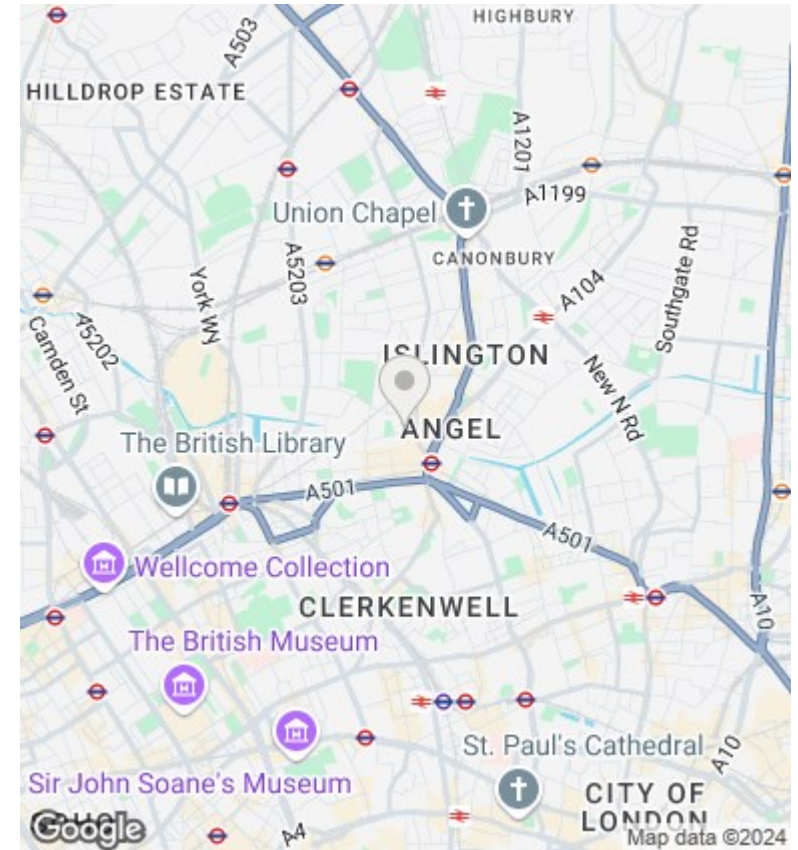 HIGHBURY
A503
HILLDROP ESTATE
A1201
Union Chapel
A1199
CANONBURY
A5203
York Wy
A104
Southgate Rd
A5202
Camden St
ISLINGTON
New N Rd
ANGEL
The British Library
A501
A501
Wellcome Collection
CLERKENWELL
A10
The British Museum
St. Paul's Cathedral
A10
Sir John Soane's Museum
CITY OF
LONDON
Google
A4
Map data ©2024